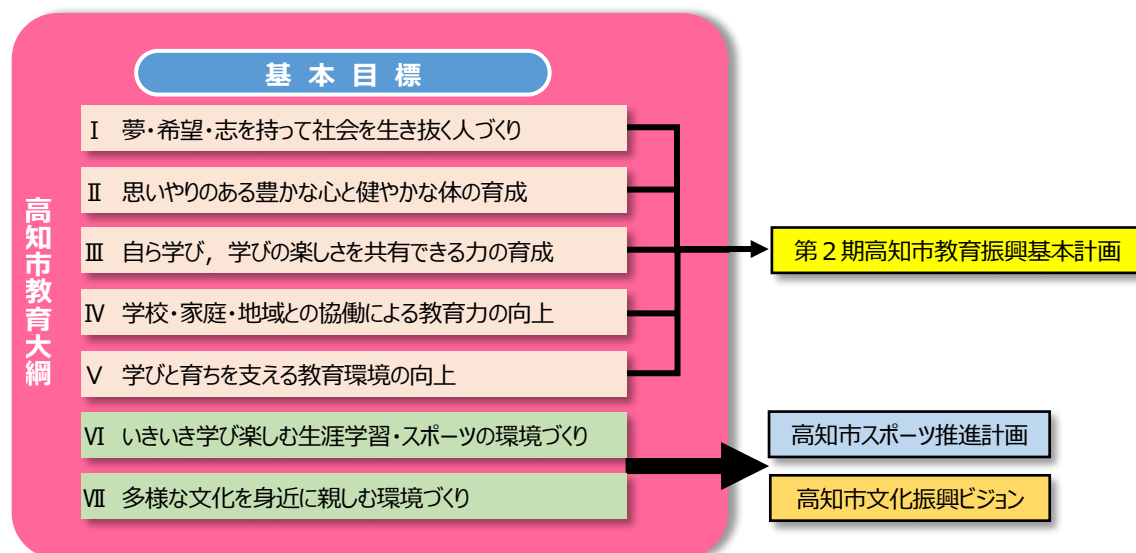 高知市教育大綱
基本目標
Ⅰ 夢・希望・志を持って社会を生き抜く人づくり
Ⅱ 思いやりのある豊かな心と健やかな体の育成
Ⅲ 自ら学び，学びの楽しさを共有できる力の育成
Ⅳ 学校・家庭・地域との協働による教育力の向上
Ⅴ 学びと育ちを支える教育環境の向上
Ⅵ いきいき学び楽しむ生涯学習・スポーツの環境づくり
Ⅶ 多様な文化を身近に親しむ環境づくり
第２期高知市教育振興基本計画
高知市スポーツ推進計画
高知市文化振興ビジョン